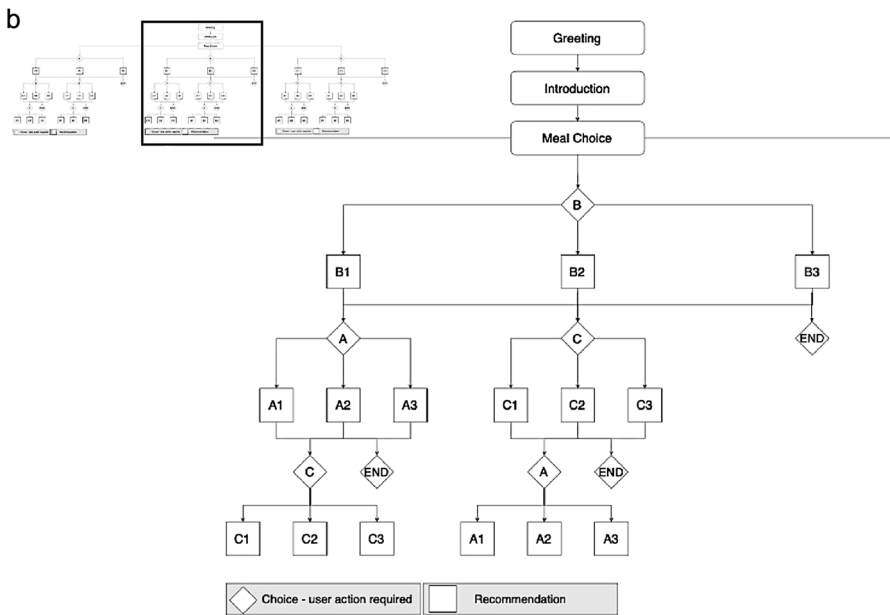 b
Greeting
Introduction
Meal Choice
B
B1 B2 B3
A C END
A1 A2 A3 C1 C2 C3
C END A END
C1 C2 C3 A1 A2 A3
Choice - user action required Recommendation